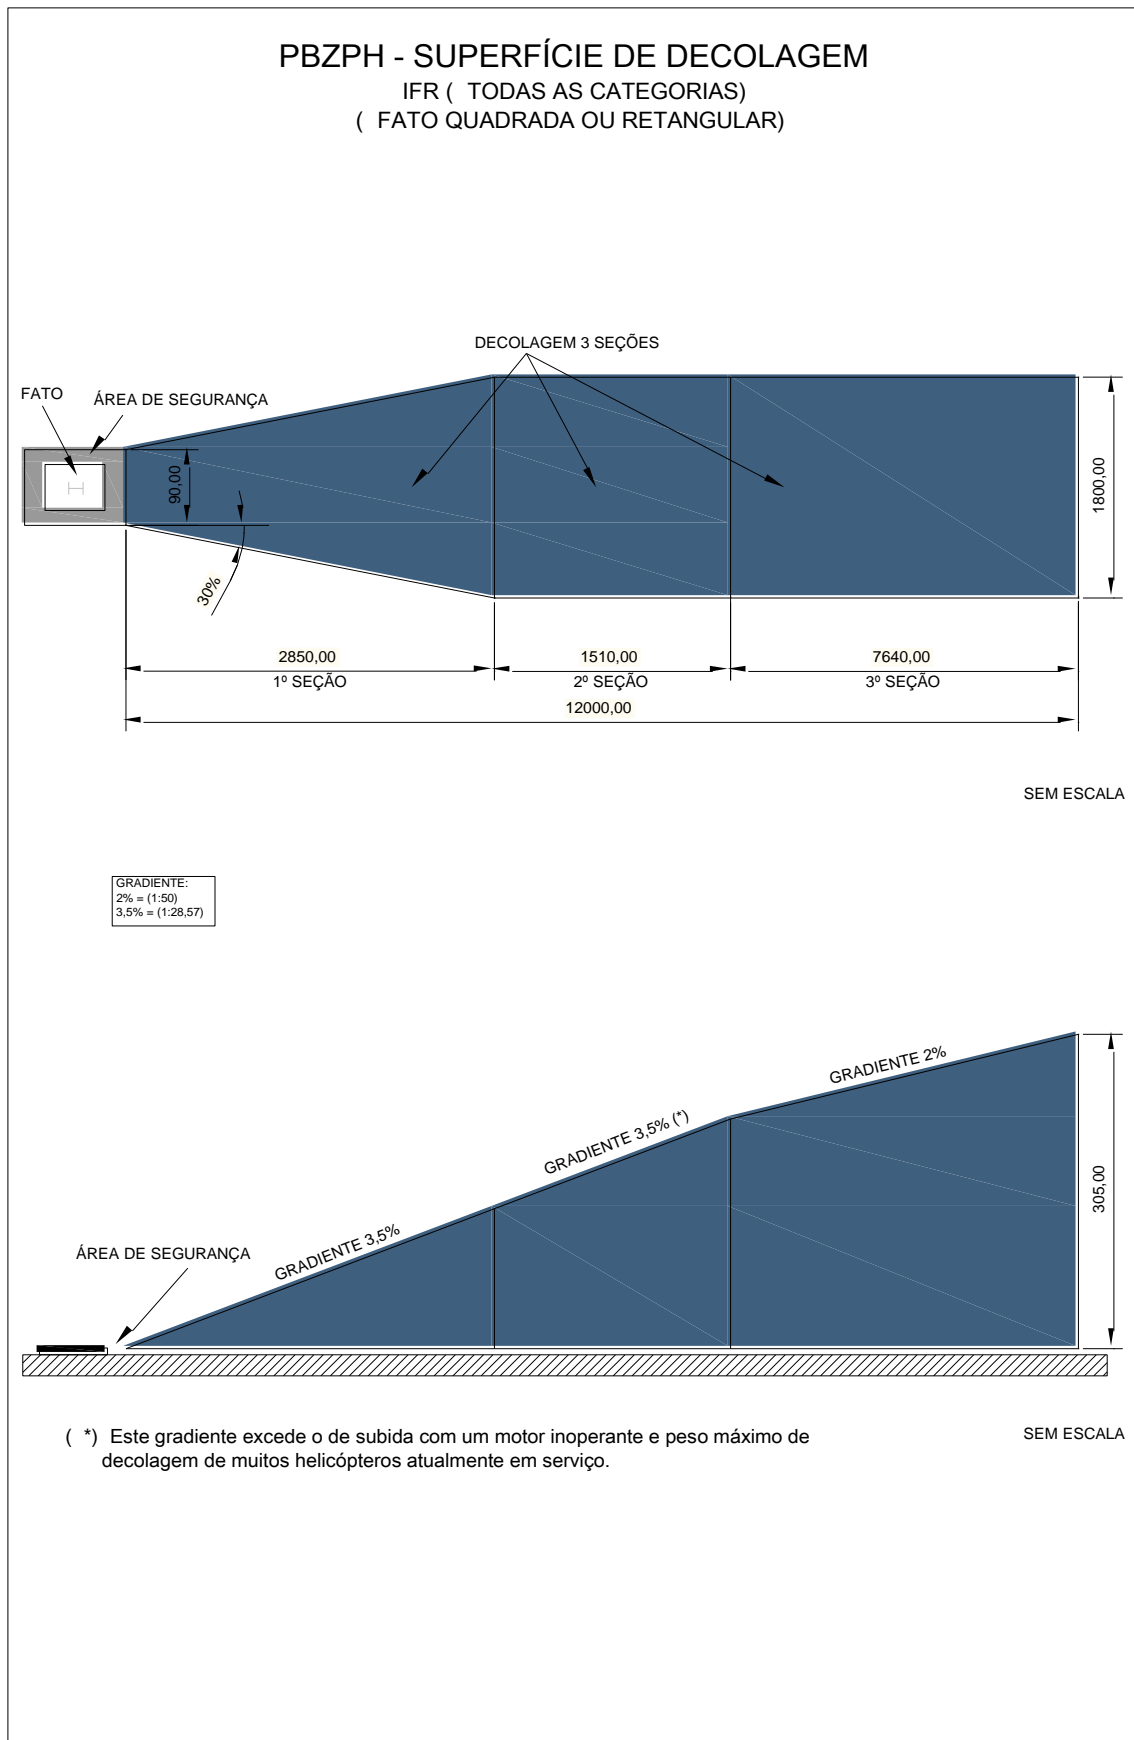 PBZPH - SUPERFÍCIE DE DECOLAGEM
IFR ( TODAS AS CATEGORIAS)
( FATO QUADRADA OU RETANGULAR)
DECOLAGEM 3 SEÇÕES
FATO
ÁREA DE SEGURANÇA
H
90,00
1800,00
30%
2850,00
1510,00
7640,00
1º SEÇÃO
2º SEÇÃO
3º SEÇÃO
12000,00
SEM ESCALA
GRADIENTE:
2% = (1:50)
3,5% = (1:28,57)
GRADIENTE 2%
GRADIENTE 3,5% (*)
GRADIENTE 3,5%
305,00
ÁREA DE SEGURANÇA
( *) Este gradiente excede o de subida com um motor inoperante e peso máximo de
decolagem de muitos helicópteros atualmente em serviço.
SEM ESCALA